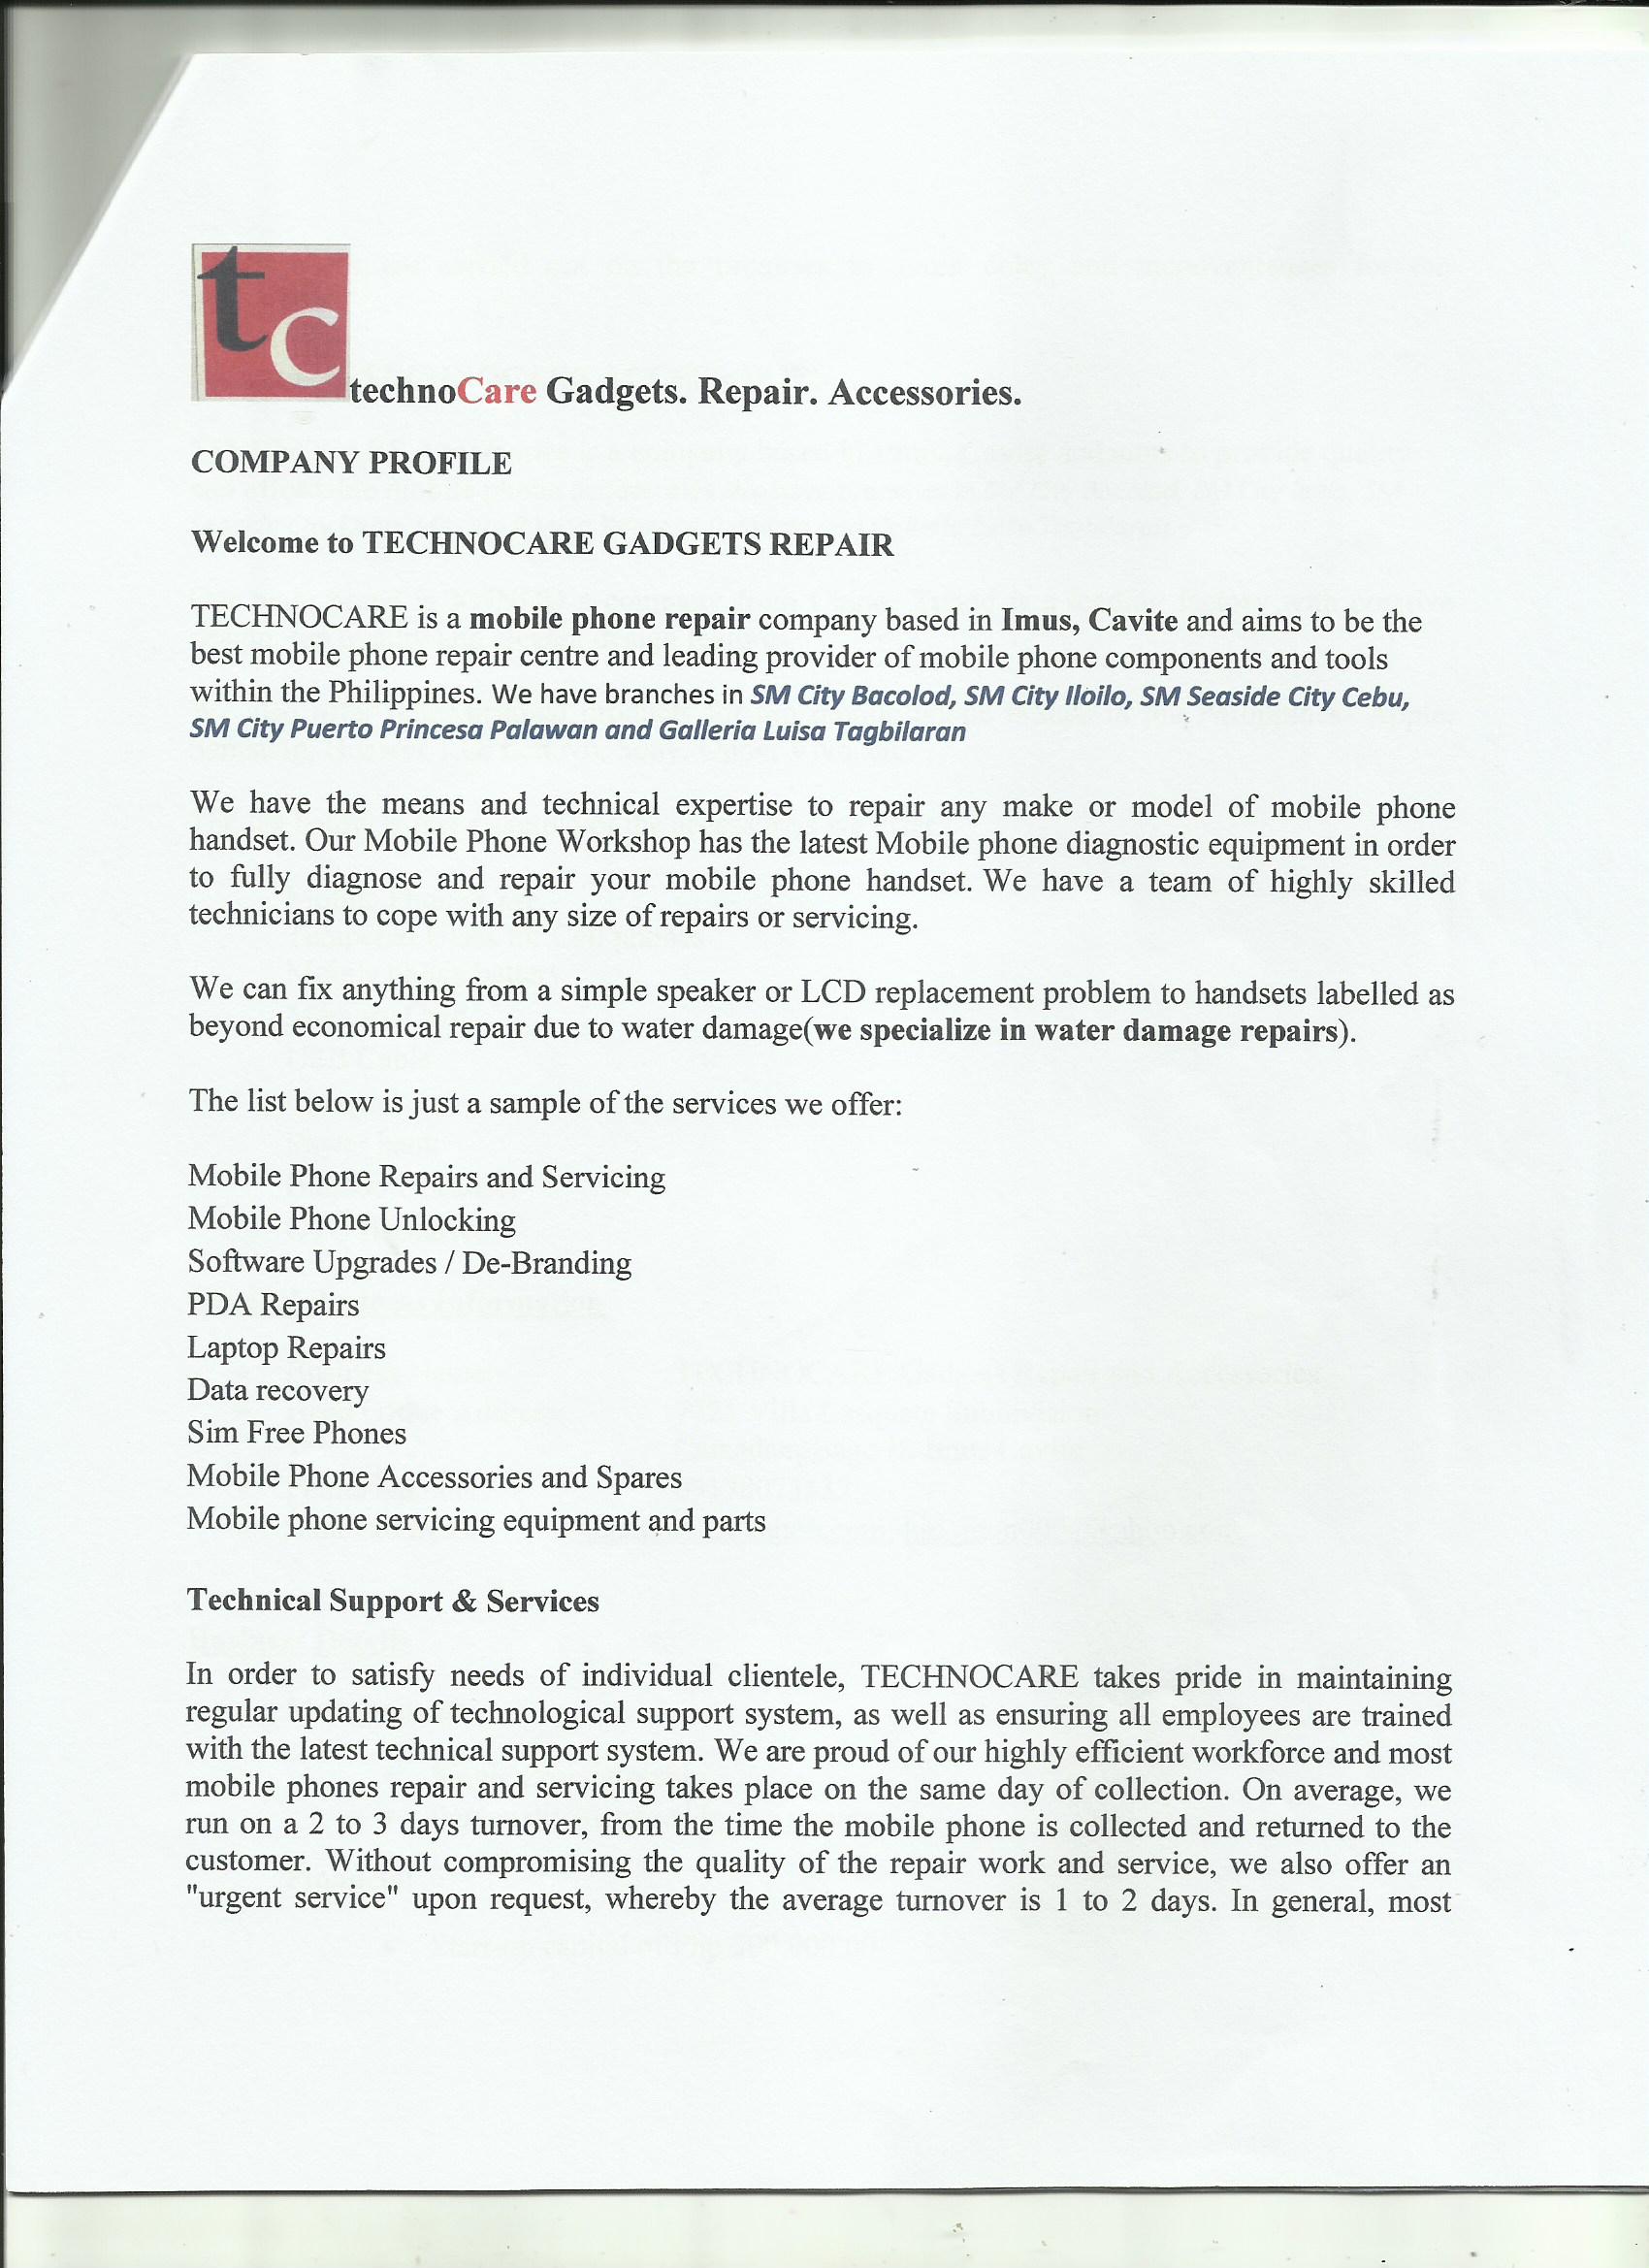 tc
technoCare Gadgets. Repair. Accessories.
COMPANY PROFILE
Welcome to TECHNOCARE GADGETS REPAIR
TECHNOCARE is a mobile phone repair company based in Imus, Cavite and aims to be the
best mobile phone repair centre and leading provider of mobile phone components and tools
within the Philippines. We have branches in SM City Bacolod, SM City Iloilo, SM Seaside City Cebu,
SM City Puerto Princesa Palawan and Galleria Luisa Tagbilaran
We have the means and technical expertise to repair any make or model of mobile phone
handset. Our Mobile Phone Workshop has the latest Mobile phone diagnostic equipment in order
to fully diagnose and repair your mobile phone handset. We have a team of highly skilled
technicians to cope with any size of repairs or servicing.
We can fix anything from a simple speaker or LCD replacement problem to handsets labelled as
beyond economical repair due to water damage(we specialize in water damage repairs).
The list below is just a sample of the services we offer:
Mobile Phone Repairs and Servicing
Mobile Phone Unlocking
Software Upgrades / De-Branding
PDA Repairs
Laptop Repairs
Data recovery
Sim Free Phones
Mobile Phone Accessories and Spares
Mobile phone servicing equipment and parts
Technical Support & Services
In order to satisfy needs of individual clientele, TECHNOCARE takes pride in maintaining
regular updating of technological support system, as well as ensuring all employees are trained
with the latest technical support system. We are proud of our highly efficient workforce and most
mobile phones repair and servicing takes place on the same day of collection. On average, we
run on a 2 to 3 days turnover, from the time the mobile phone is collected and returned to the
customer. Without compromising the quality of the repair work and service, we also offer an
"urgent service" upon request, whereby the average turnover is 1 to 2 days. In general, most